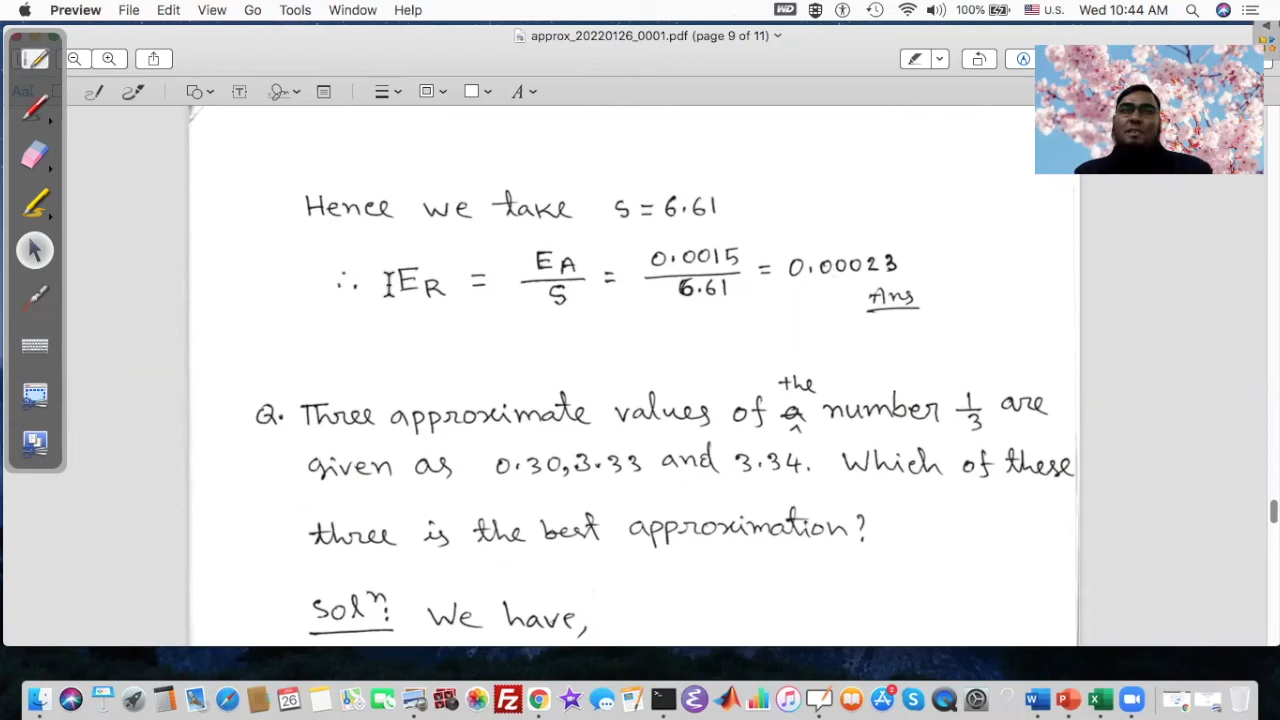 Preview File Edit View Go Tools Window Help 100% U.S. Wed 10:44 AM
approx_20220126_0001.pdf (page 9 of 11)
Hence we take S = 6.61
∴ E_R = E_A / S = 0.0015 / 6.61 = 0.00023
Ans
the
Q. Three approximate values of a number 1/3 are
given as 0.30, 3.33 and 3.34. Which of these
three is the best approximation?
Solⁿ: We have,